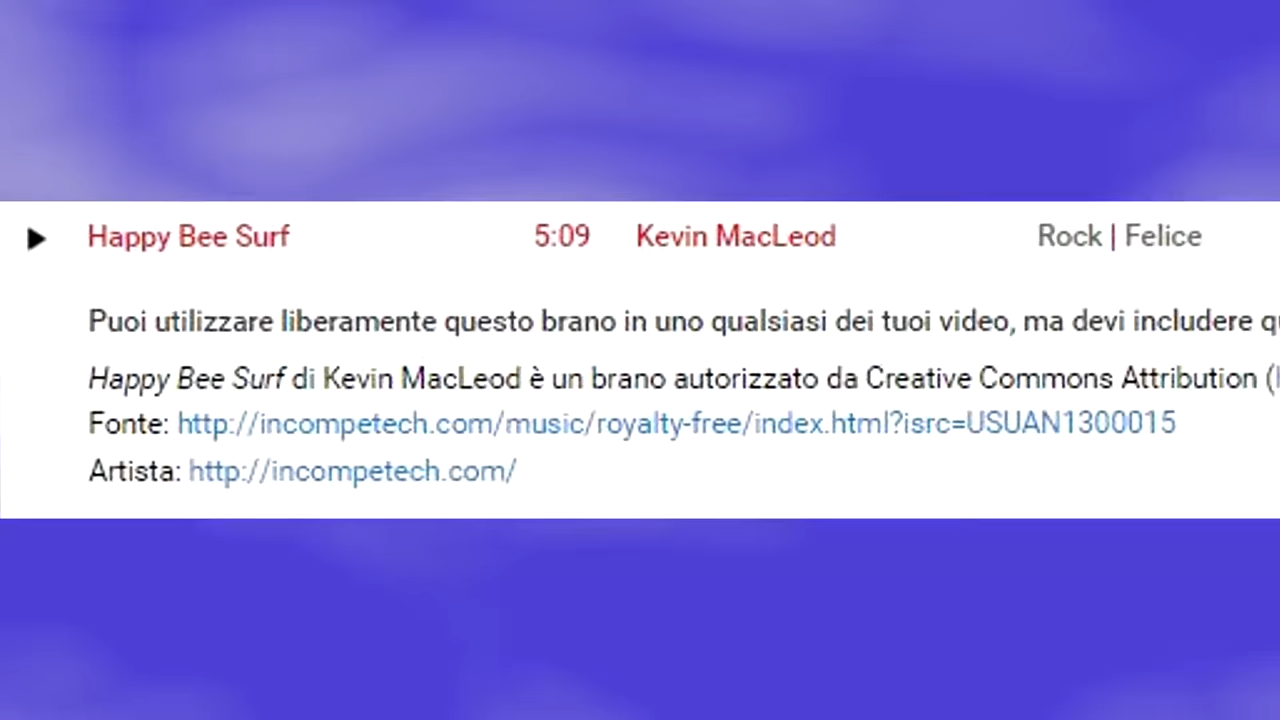 Happy Bee Surf 5:09 Kevin MacLeod Rock | Felice
Puoi utilizzare liberamente questo brano in uno qualsiasi dei tuoi video, ma devi includere
Happy Bee Surf di Kevin MacLeod è un brano autorizzato da Creative Commons Attribution (
Fonte: http://incompetech.com/music/royalty-free/index.html?isrc=USUAN1300015
Artista: http://incompetech.com/